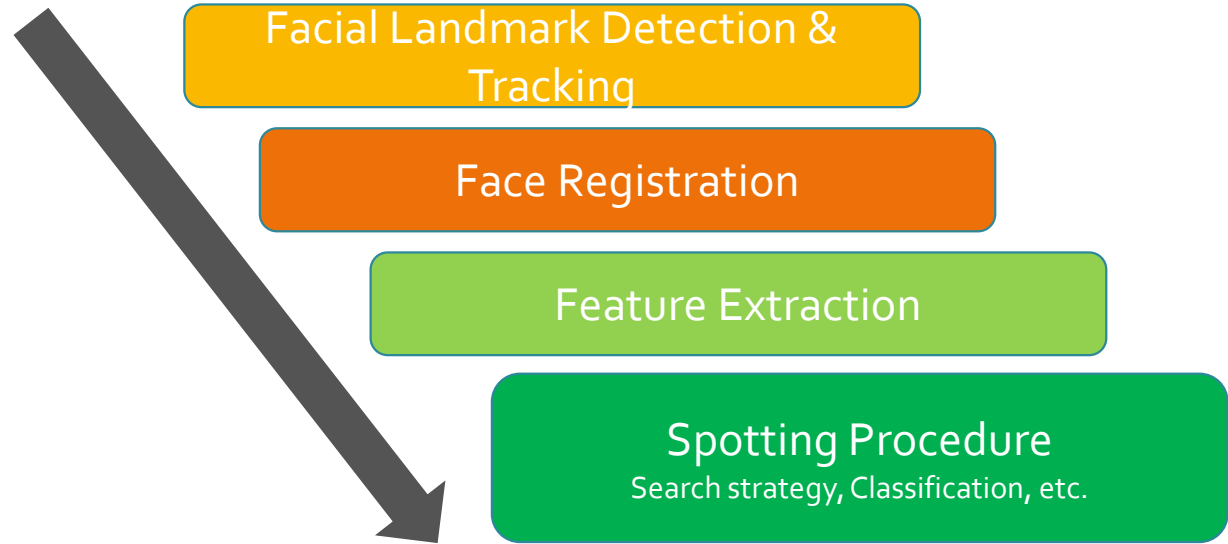 Facial Landmark Detection &
Tracking
Face Registration
Feature Extraction
Spotting Procedure
Search strategy, Classification, etc.